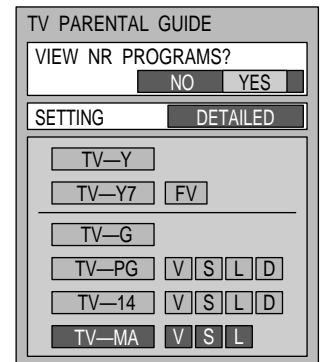 TV PARENTAL GUIDE
VIEW NR PROGRAMS?
NO YES
SETTING DETAILED
TV—Y
TV—Y7 FV
TV—G
TV—PG V S L D
TV—14 V S L D
TV—MA V S L